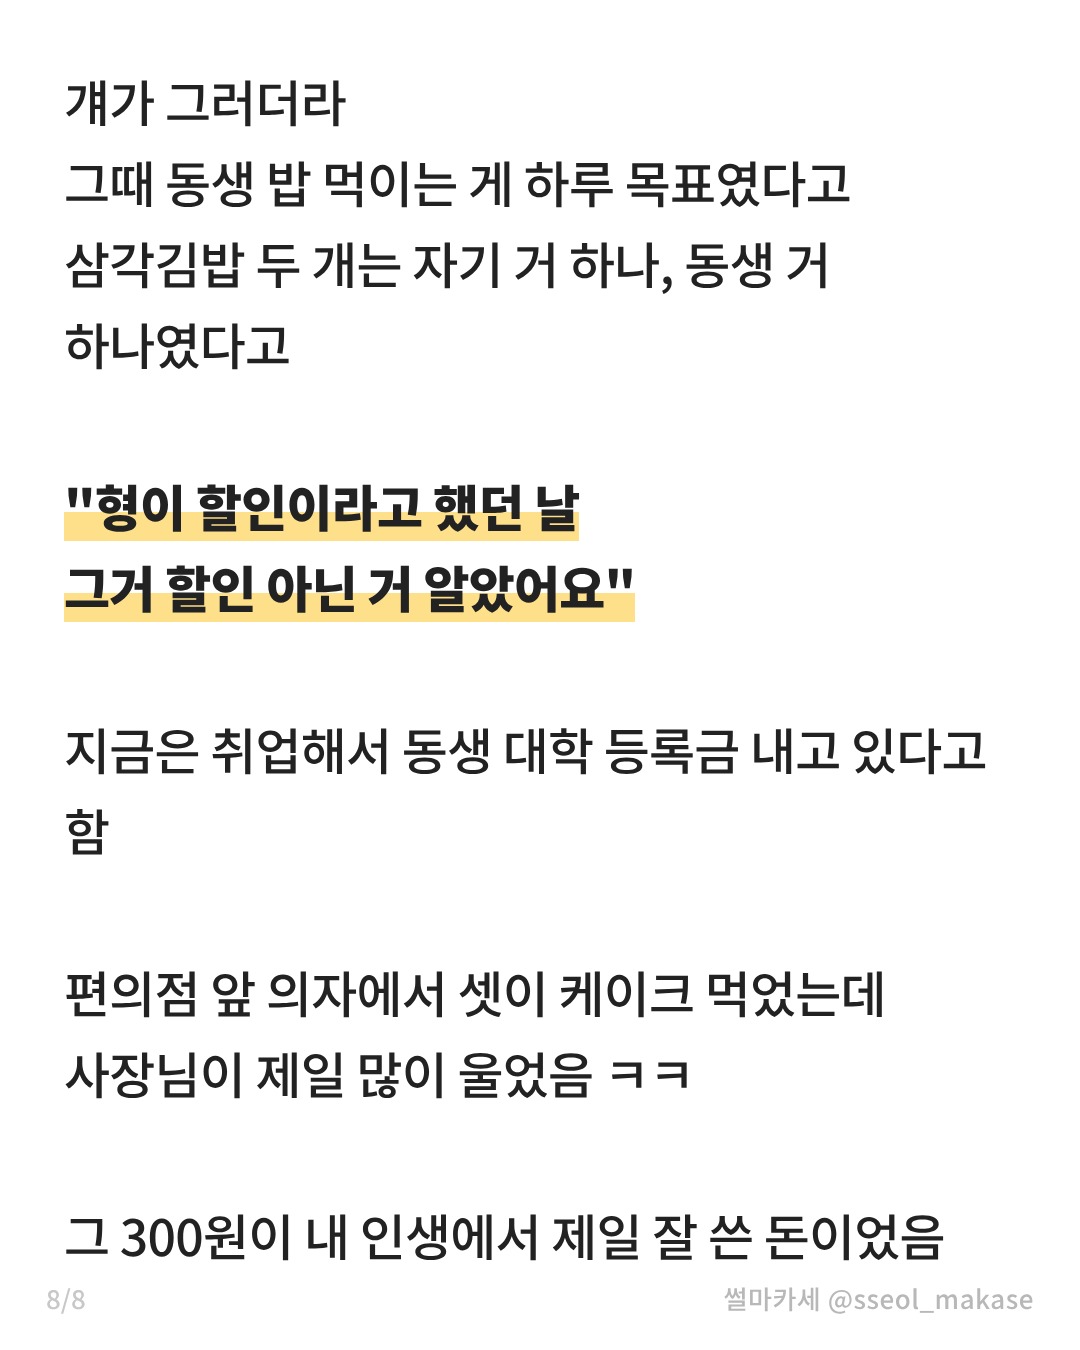 걔가 그러더라
그때 동생 밥 먹이는 게 하루 목표였다고
삼각김밥 두 개는 자기 거 하나, 동생 거
하나였다고
"형이 할인이라고 했던 날
그거 할인 아닌 거 알았어요"
지금은 취업해서 동생 대학 등록금 내고 있다고
함
편의점 앞 의자에서 셋이 케이크 먹었는데
사장님이 제일 많이 울었음 ㅋㅋ
그 300원이 내 인생에서 제일 잘 쓴 돈이었음
8/8
썰마카세 @sseol_makase